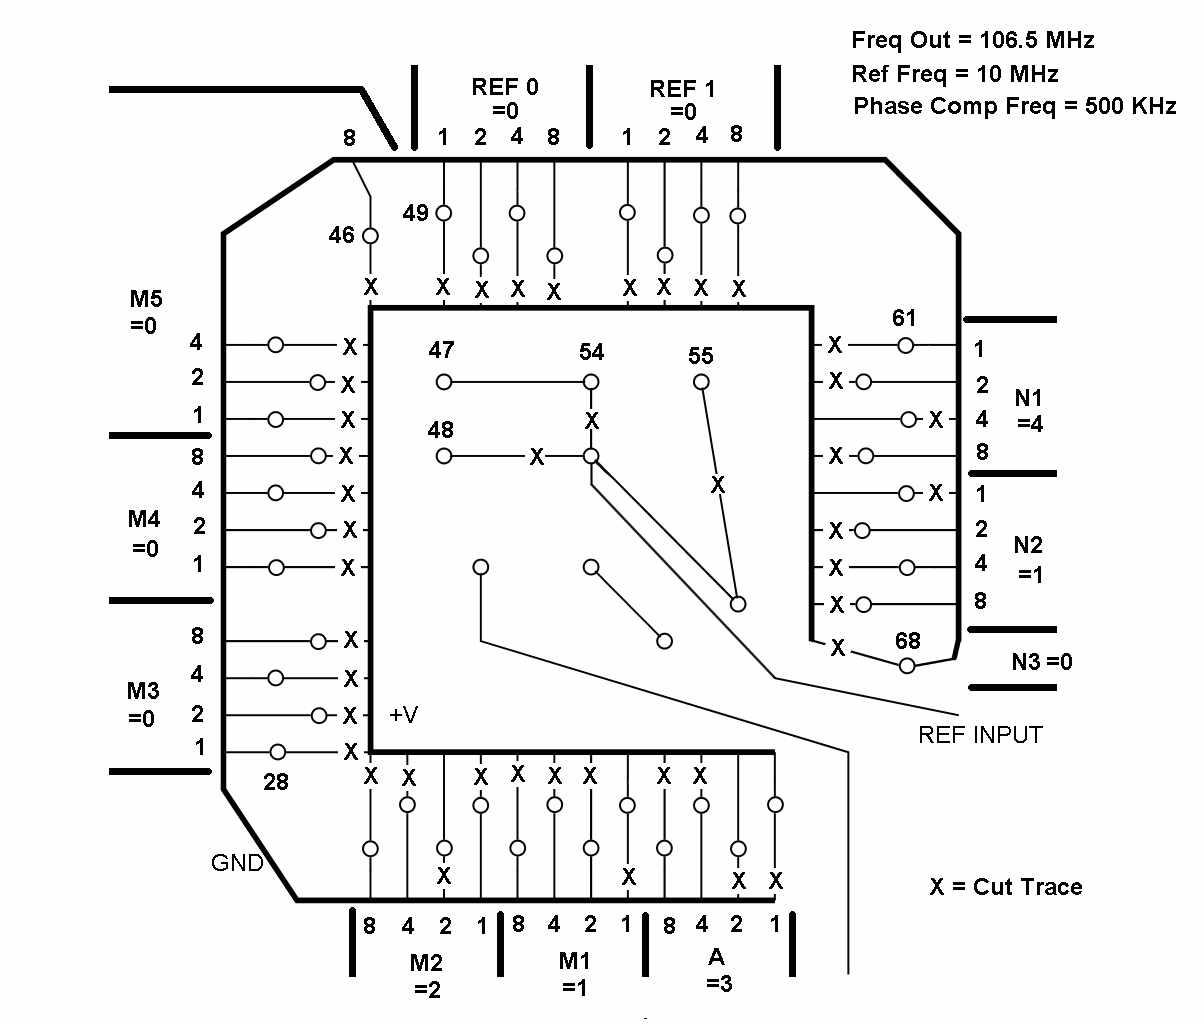 Freq Out = 106.5 MHz
Ref Freq = 10 MHz
Phase Comp Freq = 500 KHz
REF 0
=0
REF 1
=0
8 1 2 4 8 1 2 4 8
49
46
X X X X X X X X X
M5
=0
4 X
2 X
1 X
M4
=0
8 X
4 X
2 X
1 X
M3
=0
8 X
4 X
2 X
1 X
28
47 54 55
X
48 X
X
+V
61
X 1
X 2
X 4
X 8
N1
=4
X 1
X 2
X 4
X 8
N2
=1
X 68
N3 =0
REF INPUT
X X X X X X X X
X X X X
GND
X = Cut Trace
8 4 2 1 8 4 2 1 8 4 2 1
M2
=2
M1
=1
A
=3